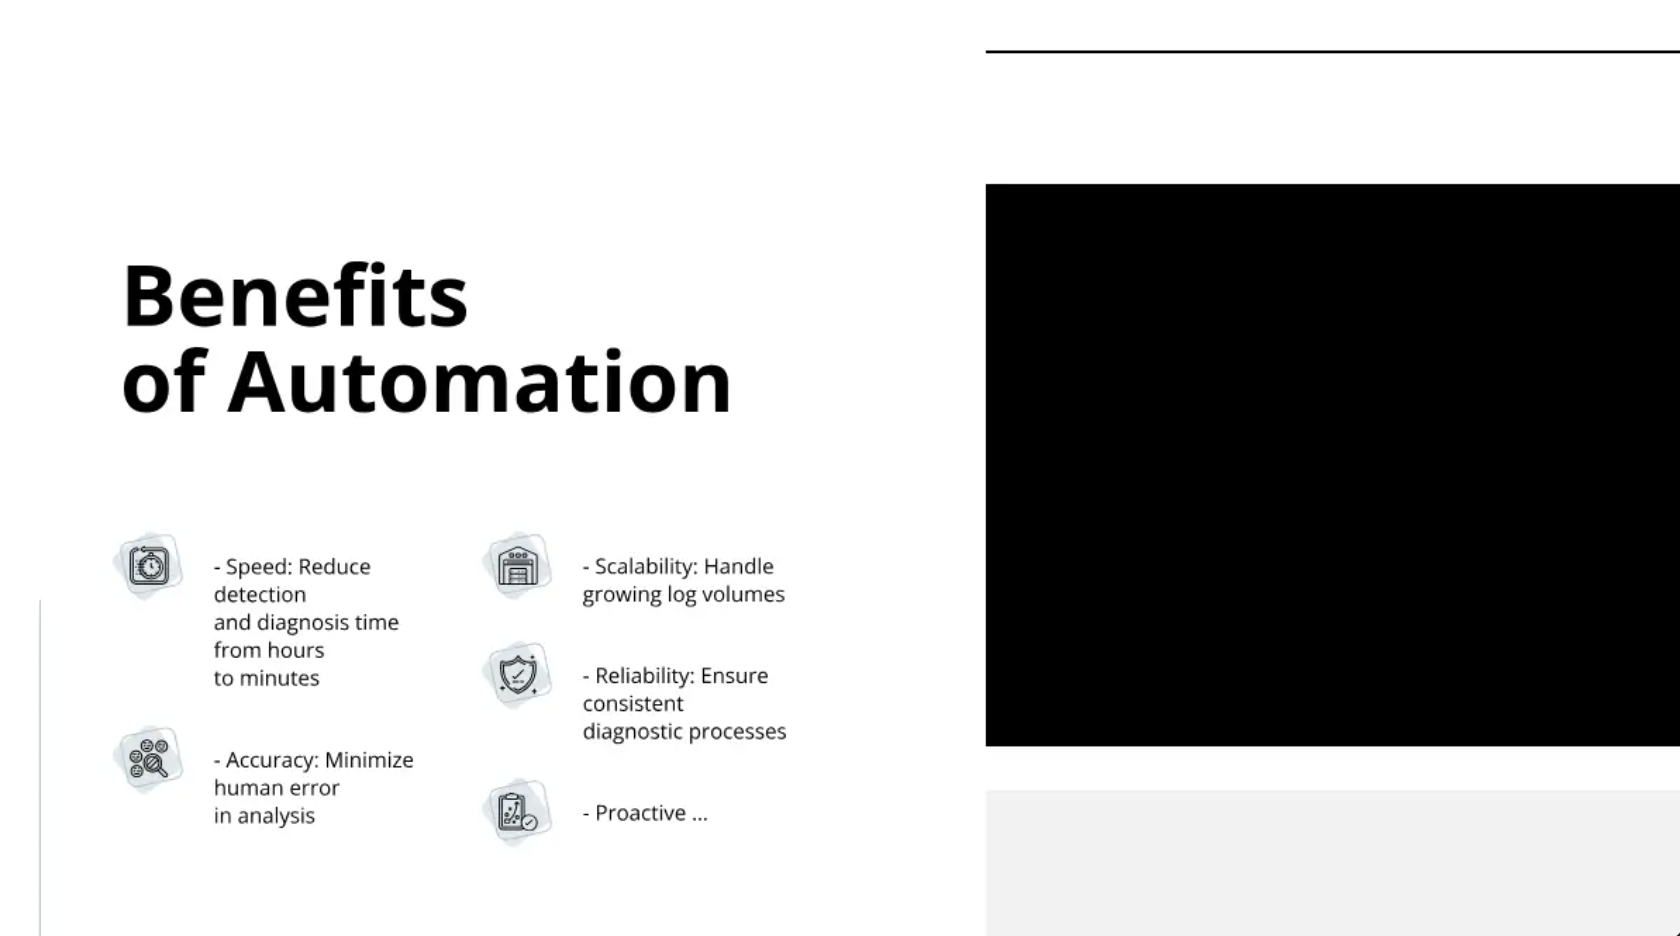 Benefits
of Automation
- Speed: Reduce
detection
and diagnosis time
from hours
to minutes
- Accuracy: Minimize
human error
in analysis
- Scalability: Handle
growing log volumes
- Reliability: Ensure
consistent
diagnostic processes
- Proactive ...